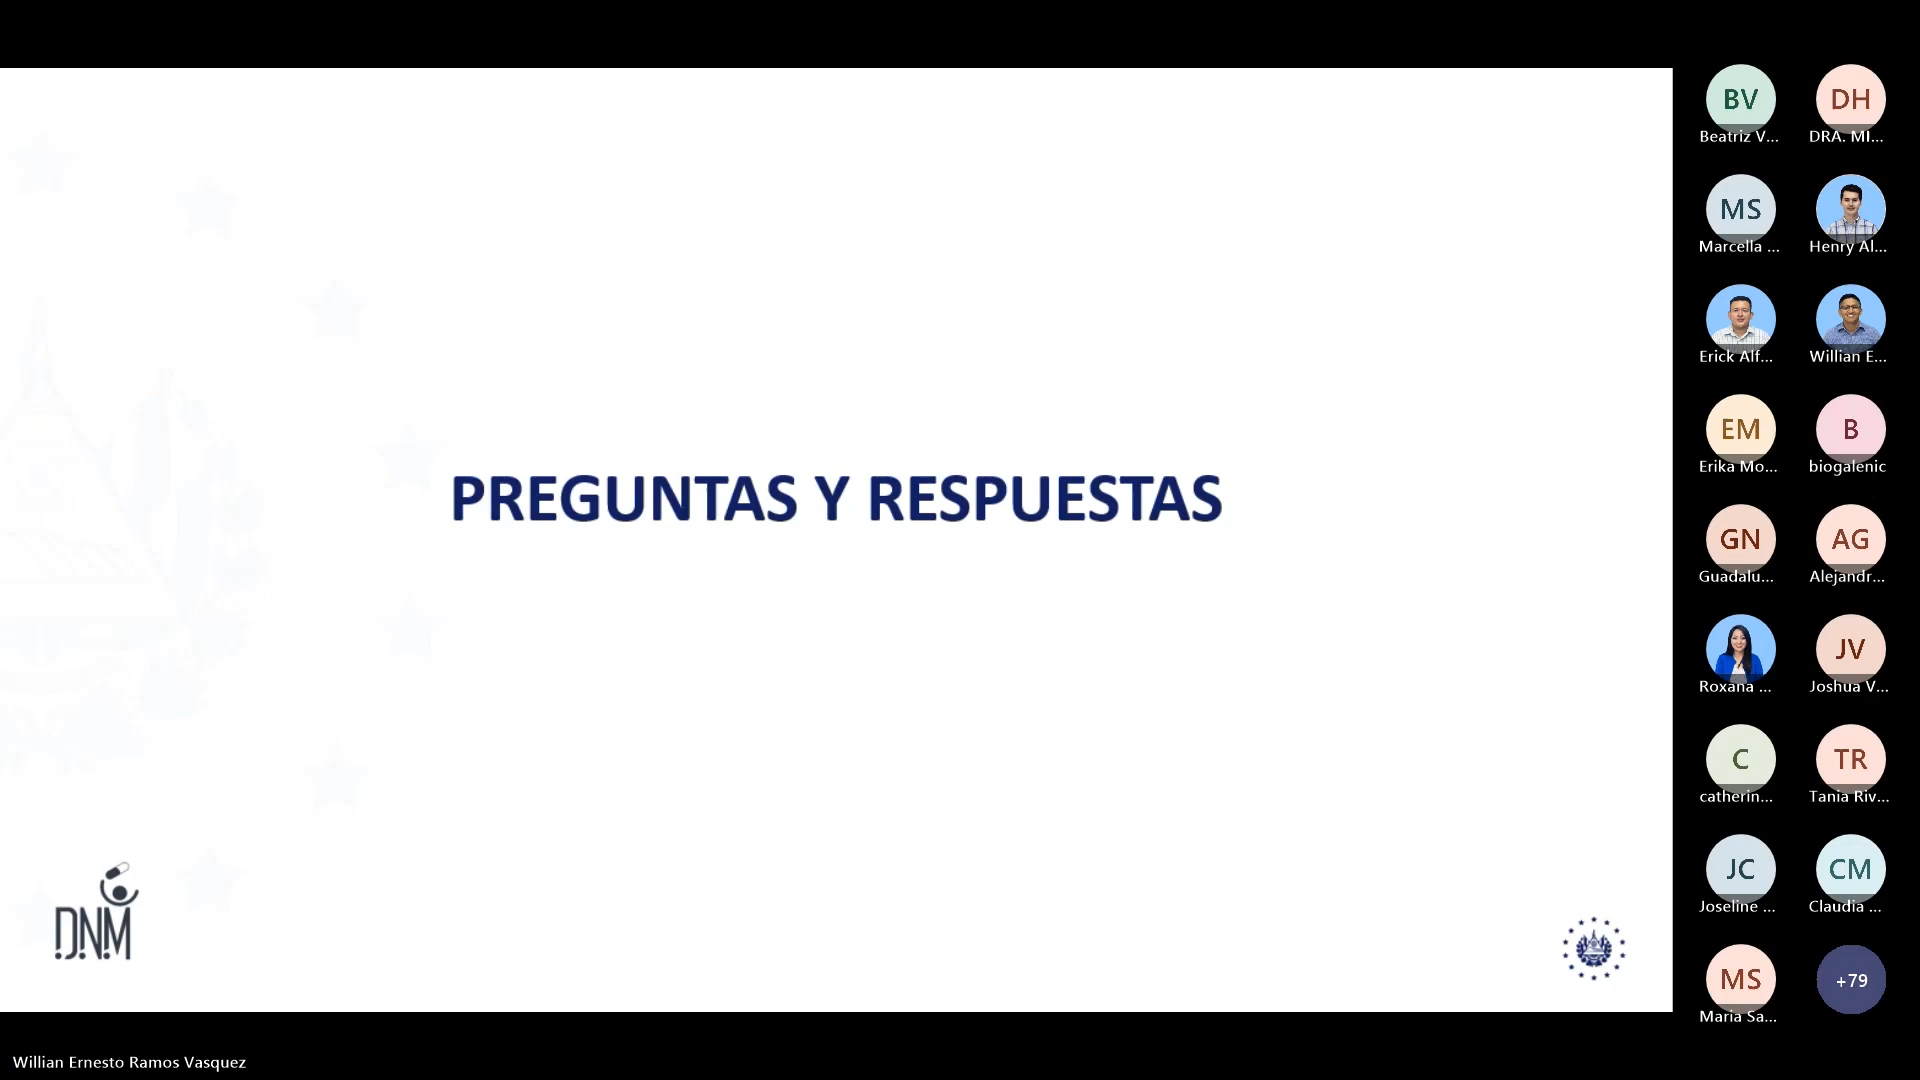 BV
DH
Beatriz V...
DRA. MI...
MS
Marcella ...
Henry Al...
Erick Alf...
Willian E...
EM
B
Erika Mo...
biogalenic
PREGUNTAS Y RESPUESTAS
GN
AG
Guadalu...
Alejandr...
JV
Roxana ...
Joshua V...
C
TR
catherin...
Tania Riv...
JC
CM
Joseline ...
Claudia ...
DNM
MS
+79
Maria Sa...
Willian Ernesto Ramos Vasquez